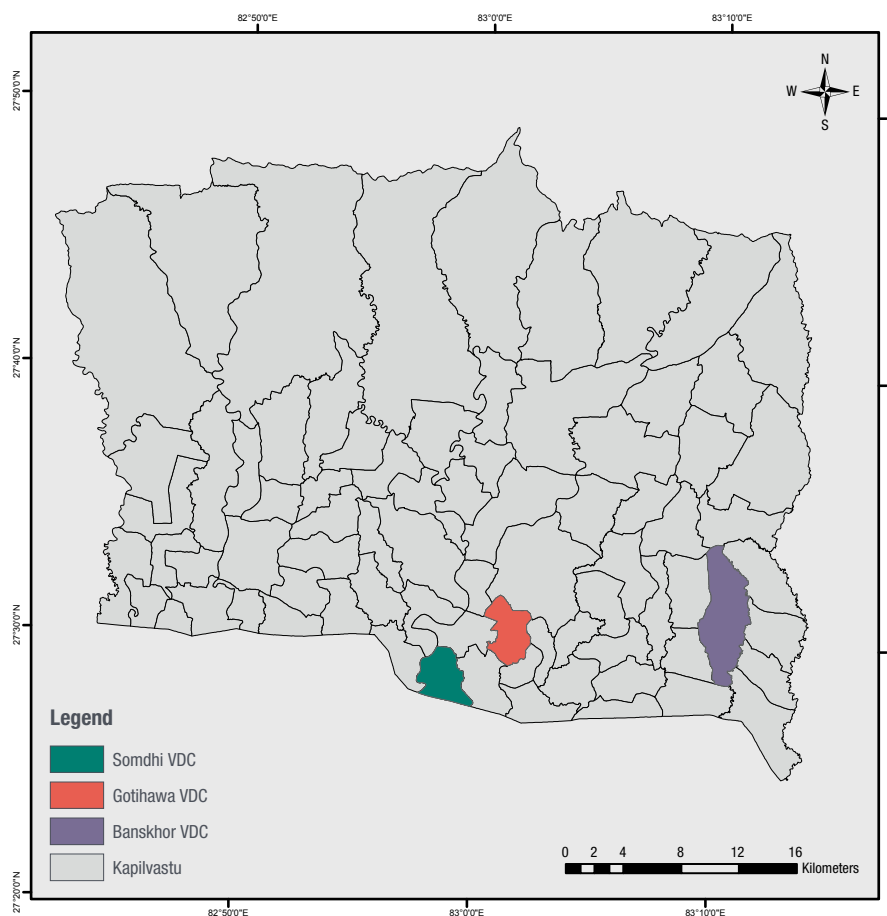 82°50'0"E 83°0'0"E 83°10'0"E
27°50'0"N
N
W E
S
27°40'0"N
27°30'0"N
Legend
Somdhi VDC
Gotihawa VDC
Banskhor VDC
Kapilvastu
0 2 4 8 12 16
Kilometers
27°20'0"N
82°50'0"E 83°0'0"E 83°10'0"E